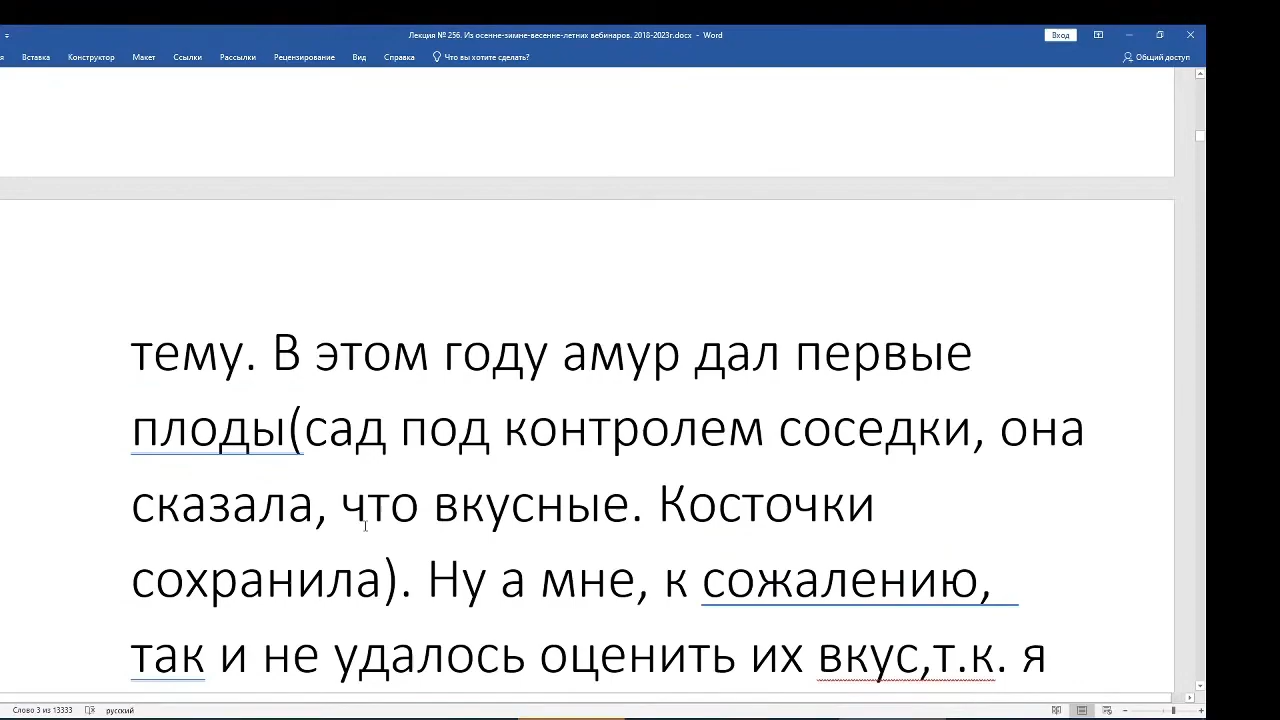 Лекция № 256. Из осенне-зимне-весенне-летних вебинаров. 2018-2023г.docx - Word
Вход
Вставка Конструктор Макет Ссылки Рассылки Рецензирование Вид Справка Что вы хотите сделать? Общий доступ
тему. В этом году амур дал первые
плоды(сад под контролем соседки, она
сказала, что вкусные. Косточки
сохранила). Ну а мне, к сожалению,
так и не удалось оценить их вкус,т.к. я
Слово 3 из 13333 русский